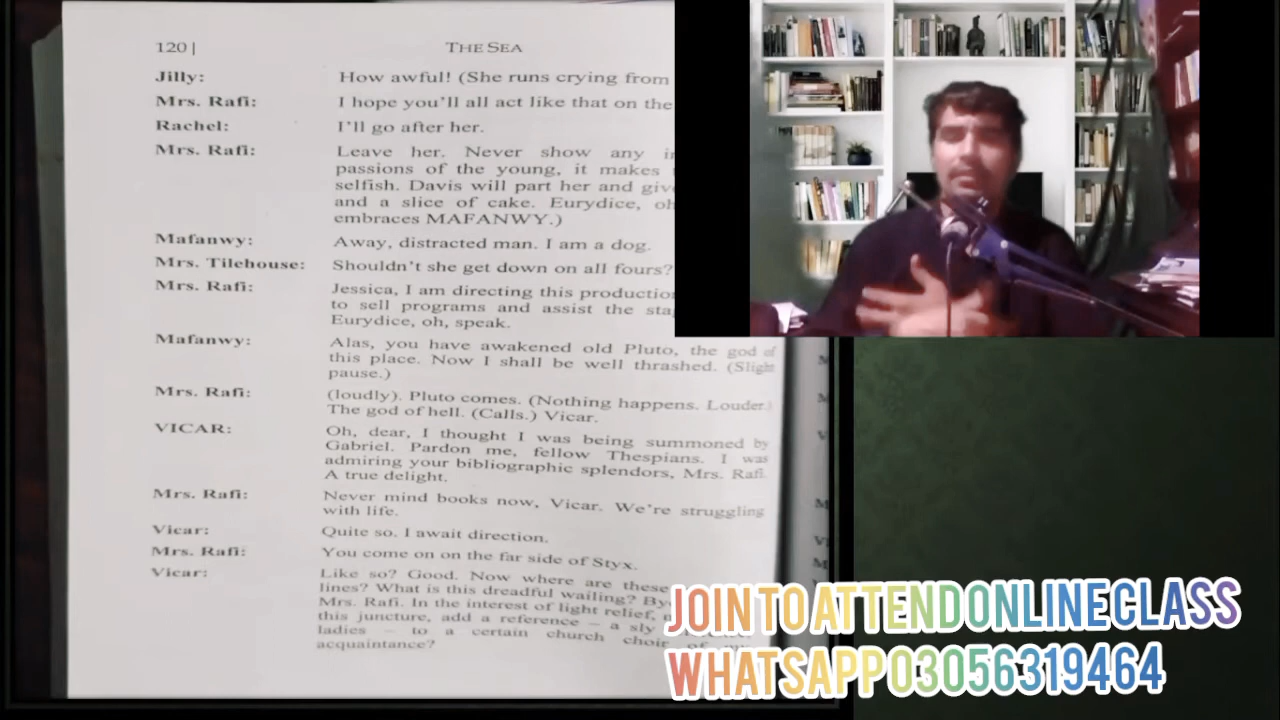 120 | THE SEA
Jilly: How awful! (She runs crying from
Mrs. Rafi: I hope you'll all act like that on the
Rachel: I'll go after her.
Mrs. Rafi: Leave her. Never show any
passions of the young, it makes
selfish. Davis will part her and
and a slice of cake. Eurydice,
embraces MAFANWY.)
Mafanwy: Away, distracted man. I am a dog.
Mrs. Tilehouse: Shouldn't she get down on all fours?
Mrs. Rafi: Jessica, I am directing this production
to sell programs and assist the
Eurydice, oh, speak.
Mafanwy: Alas, you have awakened old Pluto, the god of
this place. Now I shall be well thrashed. (Slight
pause.)
Mrs. Rafi: (loudly). Pluto comes. (Nothing happens. Louder.)
The god of hell. (Calls.) Vicar.
VICAR: Oh, dear, I thought I was being summoned by
Gabriel. Pardon me, fellow Thespians. I was
admiring your bibliographic splendors, Mrs. Rafi.
A true delight.
Mrs. Rafi: Never mind books now, Vicar. We're struggling
with life.
Vicar: Quite so. I await direction.
Mrs. Rafi: You come on on the far side of Styx.
Vicar: Like so? Good. Now where are these
lines? What is this dreadful wailing?
Mrs. Rafi. In the interest of light relief,
this juncture, add a reference – a sly
ladies – to a certain church choir of
acquaintance?
JOIN TO ATTEND ONLINE CLASS
WHATSAPP 03056319464